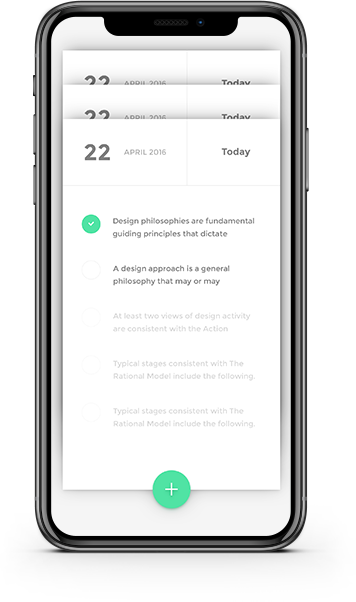 22 APRIL 2016 Today
22 APRIL 2016 Today
22 APRIL 2016 Today
Design philosophies are fundamental
guiding principles that dictate
A design approach is a general
philosophy that may or may
At least two views of design activity
are consistent with the Action
Typical stages consistent with The
Rational Model include the following.
Typical stages consistent with The
Rational Model include the following.